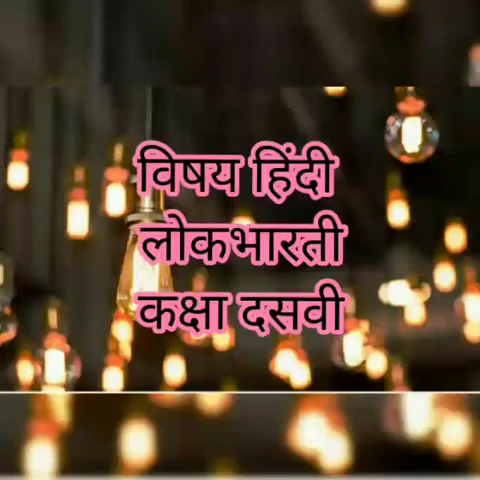 विषय हिंदी
लोकभारती
कक्षा दसवी